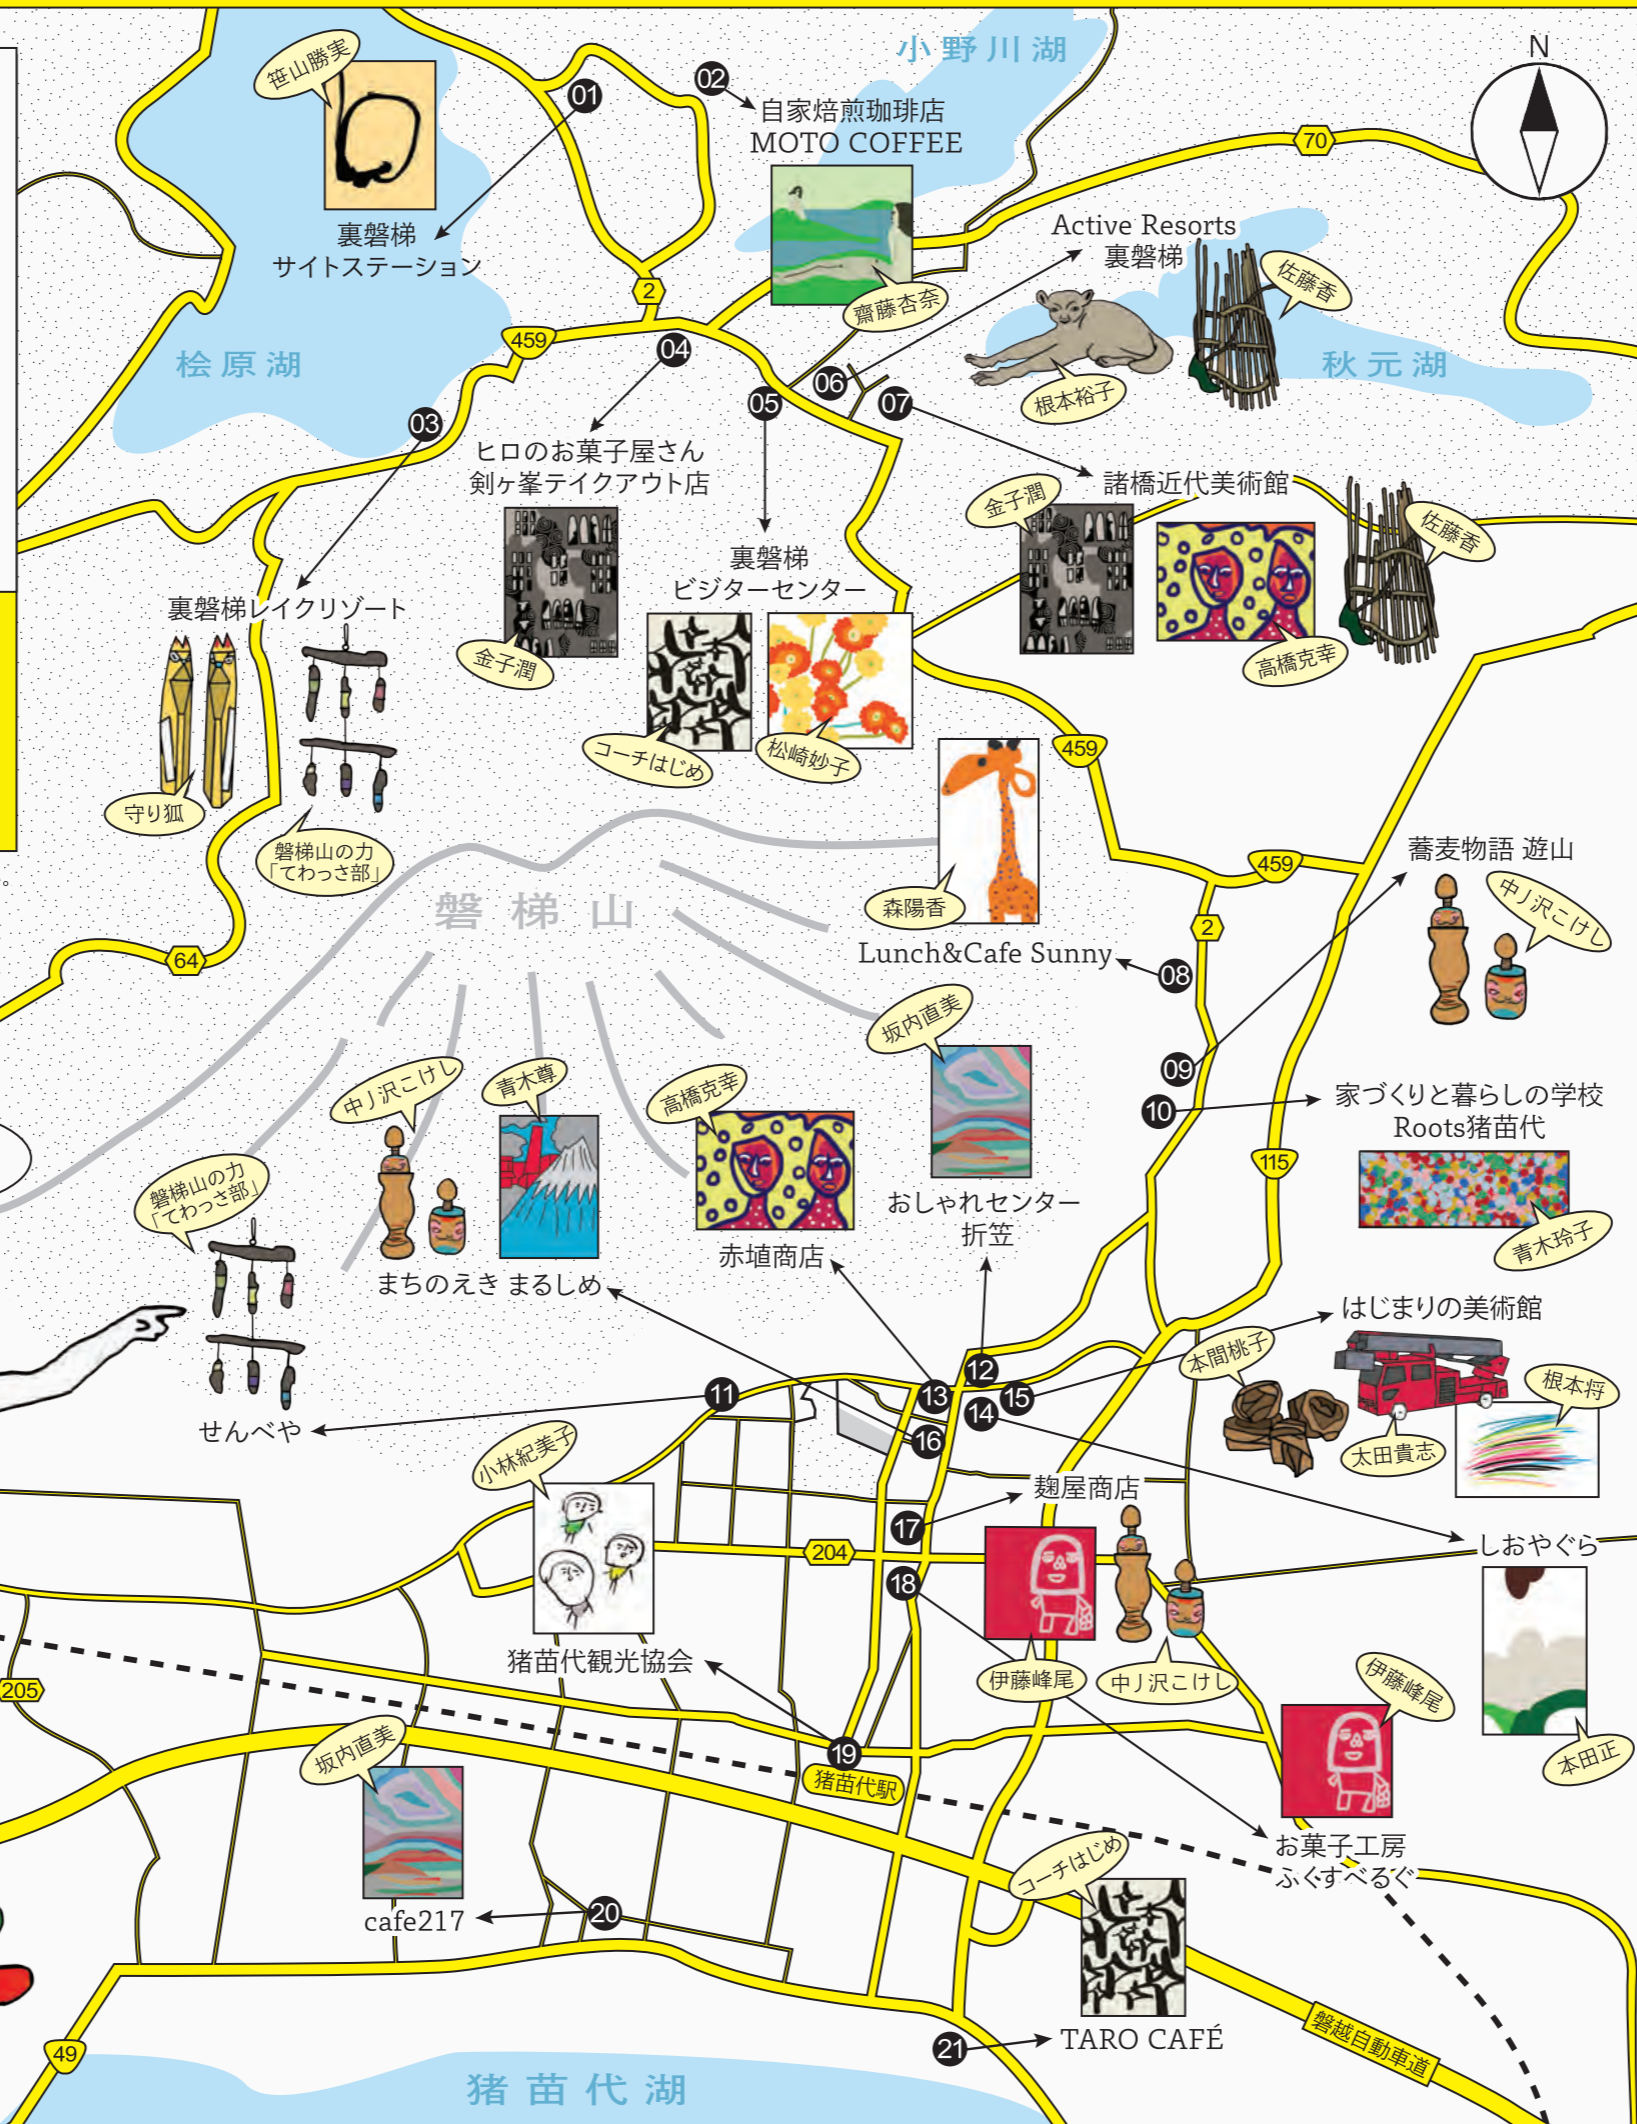 小野川湖
N
笹山勝実
01
02
自家焙煎珈琲店
MOTO COFFEE
70
裏磐梯
サイトステーション
Active Resorts
裏磐梯
佐藤香
2
齋藤杏奈
459
04
桧原湖
06
05
07
根本裕子
秋元湖
03
ヒロのお菓子屋さん
剣ヶ峯テイクアウト店
金子潤
諸橋近代美術館
金子潤
佐藤香
高橋克幸
裏磐梯
ビジターセンター
コーチはじめ
松崎妙子
裏磐梯レイクリゾート
守り狐
磐梯山の力
「てわっさ部」
459
459
磐梯山
森陽香
Lunch&Cafe Sunny
08
2
64
蕎麦物語 遊山
中ノ沢こけし
09
10
家づくりと暮らしの学校
Roots猪苗代
青木玲子
115
坂内直美
おしゃれセンター
折笠
中ノ沢こけし
青木尊
まちのえき まるしめ
高橋克幸
赤埴商店
磐梯山の力
「てわっさ部」
せんべや
11
12
13
14
15
16
はじまりの美術館
本間桃子
太田貴志
根本将
小林紀美子
猪苗代観光協会
17
麹屋商店
204
18
伊藤峰尾
中ノ沢こけし
しおやぐら
本田正
伊藤峰尾
お菓子工房
ふくすべるぐ
205
19
猪苗代駅
坂内直美
cafe217
20
コーチはじめ
21
TARO CAFÉ
磐越自動車道
49
猪苗代湖
。